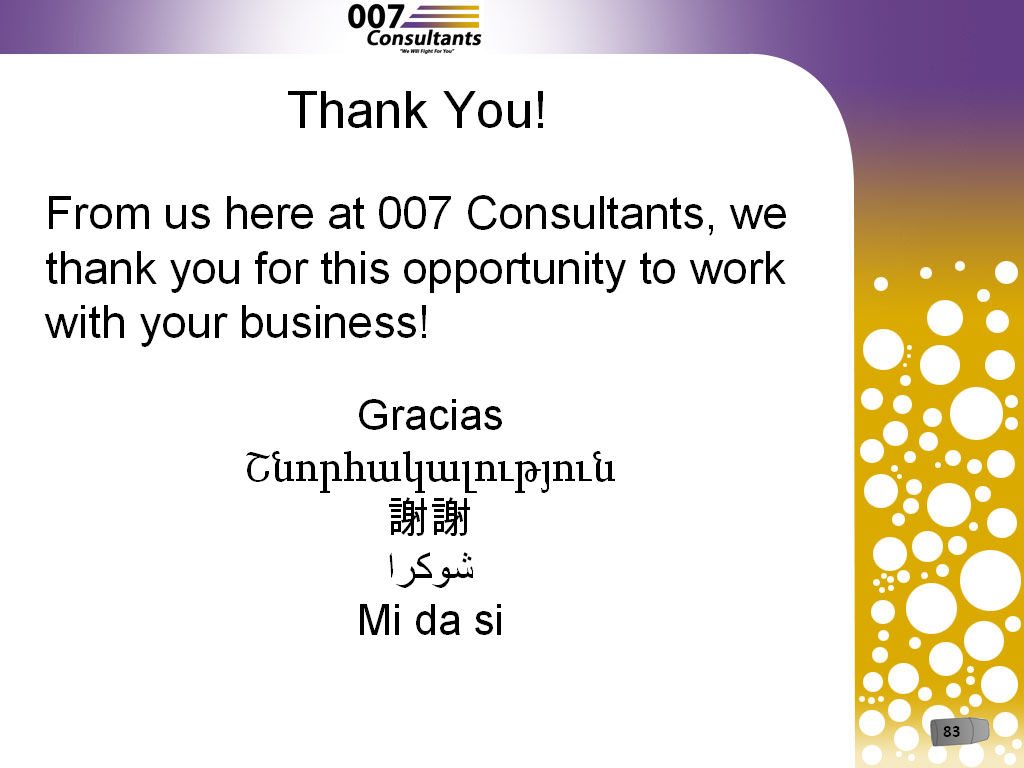 007
Consultants
"We Will Fight For You"
Thank You!
From us here at 007 Consultants, we
thank you for this opportunity to work
with your business!
Gracias
Շնորհակալություն
謝謝
شوكرا
Mi da si
83